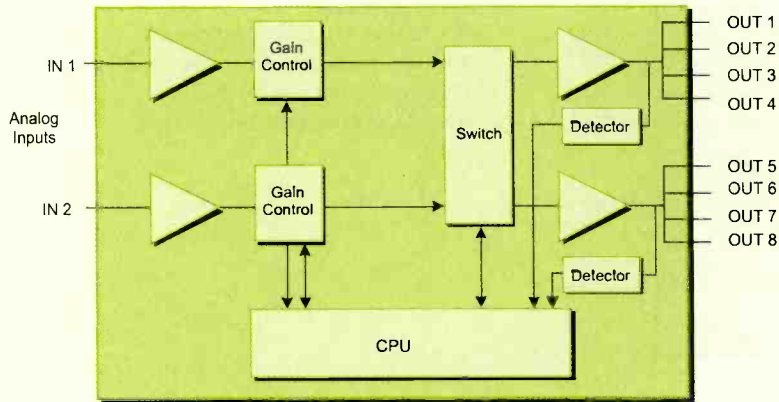 IN 1
Analog
Inputs
IN 2
Gain
Control
Gain
Control
Switch
Detector
Detector
CPU
OUT 1
OUT 2
OUT 3
OUT 4
OUT 5
OUT 6
OUT 7
OUT 8